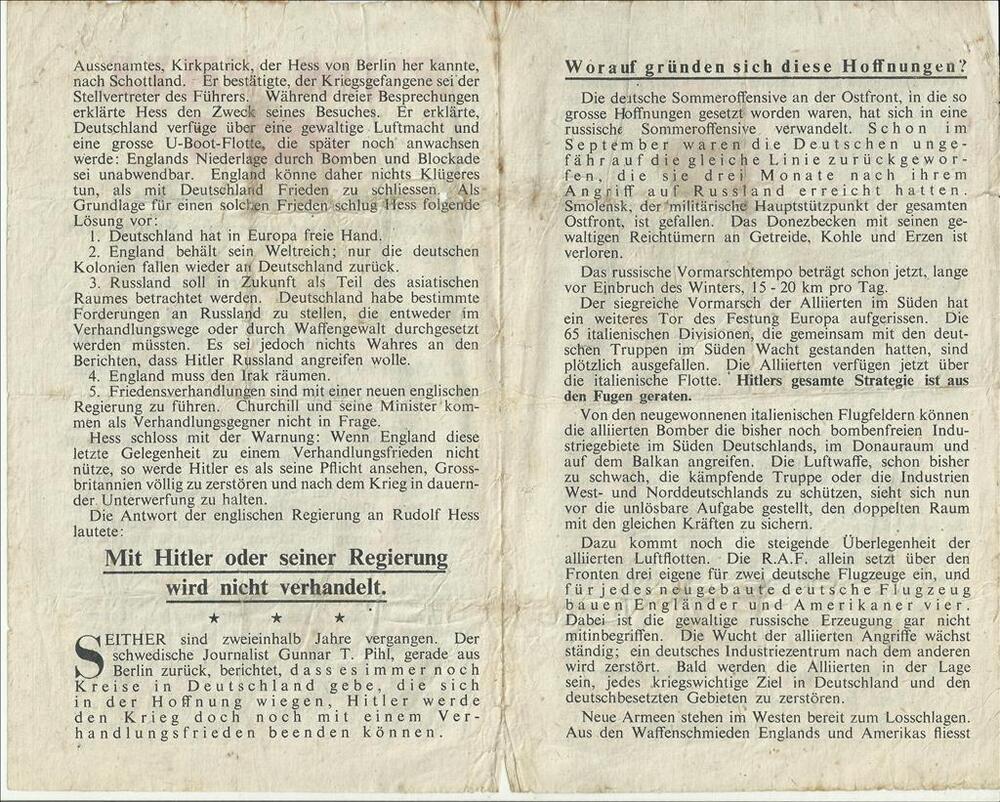 Aussenamtes, Kirkpatrick, der Hess von Berlin her kannte,
nach Schottland. Er bestätigte, der Kriegsgefangene sei der
Stellvertreter des Führers. Während dreier Besprechungen
erklärte Hess den Zweck seines Besuches. Er erklärte,
Deutschland verfüge über eine gewaltige Luftmacht und
eine grosse U-Boot-Flotte, die später noch anwachsen
werde: Englands Niederlage durch Bomben und Blockade
sei unabwendbar. England könne daher nichts Klügeres
tun, als mit Deutschland Frieden zu schliessen. Als
Grundlage für einen solchen Frieden schlug Hess folgende
Lösung vor:
1. Deutschland hat in Europa freie Hand.
2. England behält sein Weltreich; nur die deutschen
Kolonien fallen wieder an Deutschland zurück.
3. Russland soll in Zukunft als Teil des asiatischen
Raumes betrachtet werden. Deutschland habe bestimmte
Forderungen an Russland zu stellen, die entweder im
Verhandlungswege oder durch Waffengewalt durchgesetzt
werden müssten. Es sei jedoch nichts Wahres an den
Berichten, dass Hitler Russland angreifen wolle.
4. England muss den Irak räumen.
5. Friedensverhandlungen sind mit einer neuen englischen
Regierung zu führen. Churchill und seine Minister kom-
men als Verhandlungsgegner nicht in Frage.
Hess schloss mit der Warnung: Wenn England diese
letzte Gelegenheit zu einem Verhandlungsfrieden nicht
nütze, so werde Hitler es als seine Pflicht ansehen, Gross-
britannien völlig zu zerstören und nach dem Krieg in dauern-
der Unterwerfung zu halten.
Die Antwort der englischen Regierung an Rudolf Hess
lautete:
Mit Hitler oder seiner Regierung
wird nicht verhandelt.
★ ★ ★
SEITHER sind zweieinhalb Jahre vergangen. Der
schwedische Journalist Gunnar T. Pihl, gerade aus
Berlin zurück, berichtet, dass es immer noch
Kreise in Deutschland gebe, die sich
in der Hoffnung wiegen, Hitler werde
den Krieg doch noch mit einem Ver-
handlungsfrieden beenden können.
Worauf gründen sich diese Hoffnungen?
Die deutsche Sommeroffensive an der Ostfront, in die so
grosse Hoffnungen gesetzt worden waren, hat sich in eine
russische Sommeroffensive verwandelt. Schon im
September waren die Deutschen unge-
fähr auf die gleiche Linie zurückgewor-
fen, die sie drei Monate nach ihrem
Angriff auf Russland erreicht hatten.
Smolensk, der militärische Hauptstützpunkt der gesamten
Ostfront, ist gefallen. Das Donezbecken mit seinen ge-
waltigen Reichtümern an Getreide, Kohle und Erzen ist
verloren.
Das russische Vormarschtempo beträgt schon jetzt, lange
vor Einbruch des Winters, 15 - 20 km pro Tag.
Der siegreiche Vormarsch der Alliierten im Süden hat
ein weiteres Tor des Festung Europa aufgerissen. Die
65 italienischen Divisionen, die gemeinsam mit den deut-
schen Truppen im Süden Wacht gestanden hatten, sind
plötzlich ausgefallen. Die Alliierten verfügen jetzt über
die italienische Flotte. Hitlers gesamte Strategie ist aus
den Fugen geraten.
Von den neugewonnenen italienischen Flugfeldern können
die alliierten Bomber die bisher noch bombenfreien Indu-
striegebiete im Süden Deutschlands, im Donauraum und
auf dem Balkan angreifen. Die Luftwaffe, schon bisher
zu schwach, die kämpfende Truppe oder die Industrien
West- und Norddeutschlands zu schützen, sieht sich nun
vor die unlösbare Aufgabe gestellt, den doppelten Raum
mit den gleichen Kräften zu sichern.
Dazu kommt noch die steigende Überlegenheit der
alliierten Luftflotten. Die R.A.F. allein setzt über den
Fronten drei eigene für zwei deutsche Flugzeuge ein, und
für jedes neugebaute deutsche Flugzeug
bauen Engländer und Amerikaner vier.
Dabei ist die gewaltige russische Erzeugung gar nicht
mitinbegriffen. Die Wucht der alliierten Angriffe wächst
ständig; ein deutsches Industriezentrum nach dem anderen
wird zerstört. Bald werden die Alliierten in der Lage
sein, jedes kriegswichtige Ziel in Deutschland und den
deutschbesetzten Gebieten zu zerstören.
Neue Armeen stehen im Westen bereit zum Losschlagen.
Aus den Waffenschmieden Englands und Amerikas fliesst